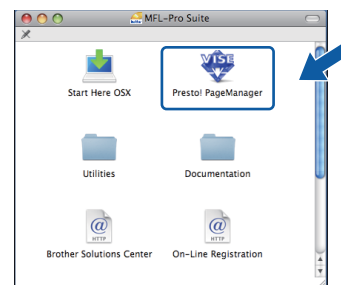 MFL-Pro Suite
VISE
Start Here OSX
Presto! PageManager
Utilities
Documentation
@
HTTP
@
HTTP
Brother Solutions Center
On-Line Registration